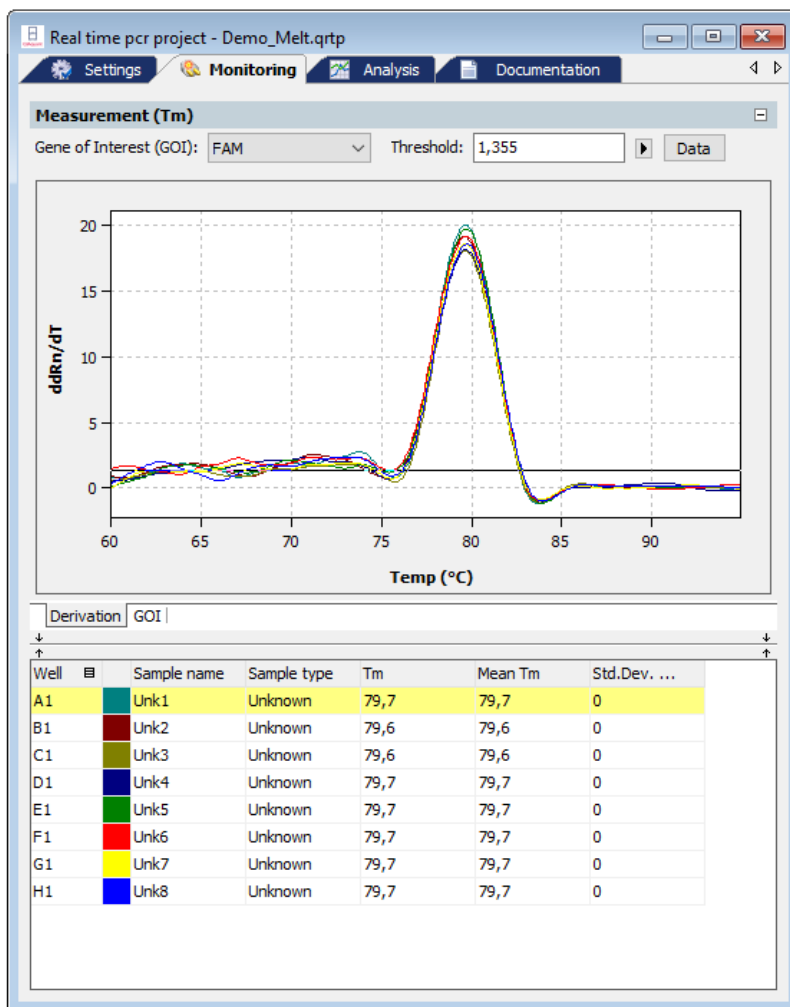 Real time pcr project - Demo_Melt.qrtp
Settings Monitoring Analysis Documentation
Measurement (Tm)
Gene of Interest (GOI): FAM Threshold: 1,355 Data
20
15
10
5
0
ddRn/dT
60 65 70 75 80 85 90
Temp (°C)
Derivation GOI
Well Sample name Sample type Tm Mean Tm Std.Dev. ...
A1 Unk1 Unknown 79,7 79,7 0
B1 Unk2 Unknown 79,6 79,6 0
C1 Unk3 Unknown 79,6 79,6 0
D1 Unk4 Unknown 79,7 79,7 0
E1 Unk5 Unknown 79,7 79,7 0
F1 Unk6 Unknown 79,7 79,7 0
G1 Unk7 Unknown 79,7 79,7 0
H1 Unk8 Unknown 79,7 79,7 0